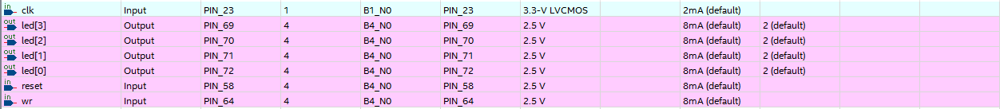 in clk Input PIN_23 1 B1_N0 PIN_23 3.3-V LVCMOS 2mA (default)
out led[3] Output PIN_69 4 B4_N0 PIN_69 2.5 V 8mA (default) 2 (default)
out led[2] Output PIN_70 4 B4_N0 PIN_70 2.5 V 8mA (default) 2 (default)
out led[1] Output PIN_71 4 B4_N0 PIN_71 2.5 V 8mA (default) 2 (default)
out led[0] Output PIN_72 4 B4_N0 PIN_72 2.5 V 8mA (default) 2 (default)
in reset Input PIN_58 4 B4_N0 PIN_58 2.5 V 8mA (default)
in wr Input PIN_64 4 B4_N0 PIN_64 2.5 V 8mA (default)